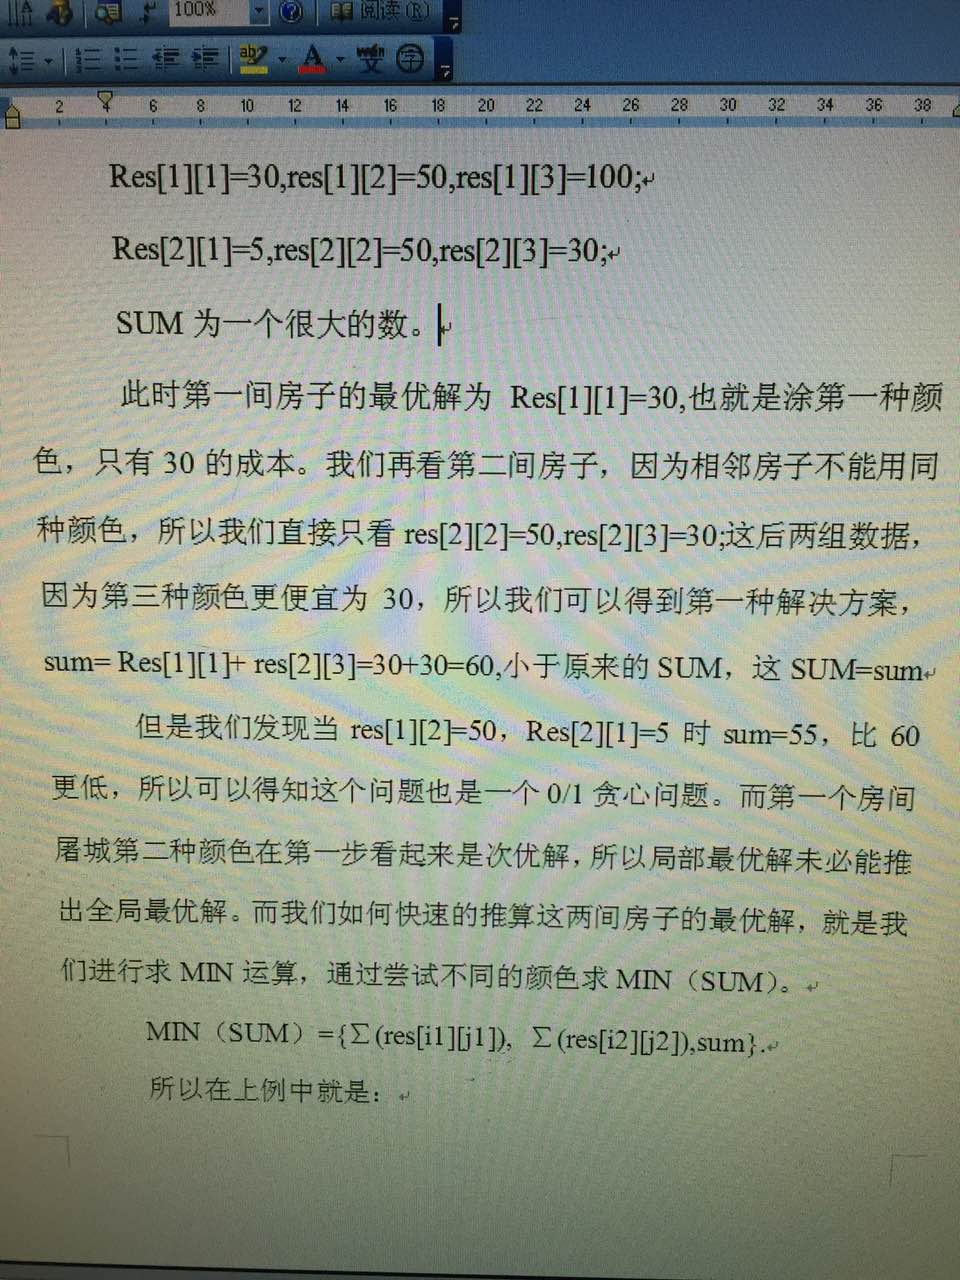 100%
阅读(R)
A
wén
文
字
2 4 6 8 10 12 14 16 18 20 22 24 26 28 30 32 34 36 38
Res[1][1]=30,res[1][2]=50,res[1][3]=100;
Res[2][1]=5,res[2][2]=50,res[2][3]=30;
SUM 为一个很大的数。
此时第一间房子的最优解为 Res[1][1]=30,也就是涂第一种颜
色，只有 30 的成本。我们再看第二间房子，因为相邻房子不能用同
种颜色，所以我们直接只看 res[2][2]=50,res[2][3]=30;这后两组数据，
因为第三种颜色更便宜为 30，所以我们可以得到第一种解决方案，
sum= Res[1][1]+ res[2][3]=30+30=60,小于原来的 SUM，这 SUM=sum
但是我们发现当 res[1][2]=50，Res[2][1]=5 时 sum=55，比 60
更低，所以可以得知这个问题也是一个 0/1 贪心问题。而第一个房间
屠城第二种颜色在第一步看起来是次优解，所以局部最优解未必能推
出全局最优解。而我们如何快速的推算这两间房子的最优解，就是我
们进行求 MIN 运算，通过尝试不同的颜色求 MIN（SUM）。
MIN（SUM）={∑(res[i1][j1]), ∑(res[i2][j2]),sum}.
所以在上例中就是：